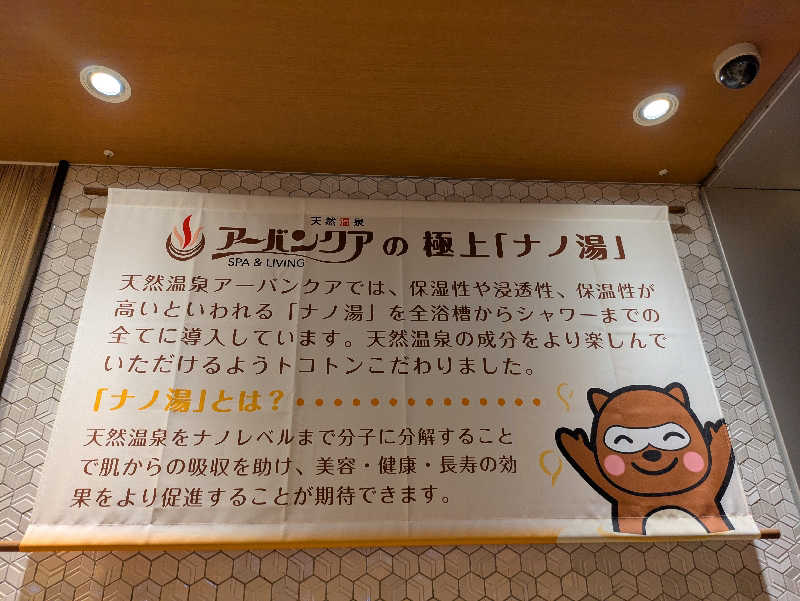 天然温泉
アーバンクアの 極上「ナノ湯」
SPA & LIVING
天然温泉アーバンクアでは、保湿性や浸透性、保温性が
高いといわれる「ナノ湯」を全浴槽からシャワーまでの
全てに導入しています。天然温泉の成分をより楽しんで
いただけるようトコトンこだわりました。
「ナノ湯」とは？・・・・・・・・・・・・・・
天然温泉をナノレベルまで分子に分解すること
で肌からの吸収を助け、美容・健康・長寿の効
果をより促進することが期待できます。